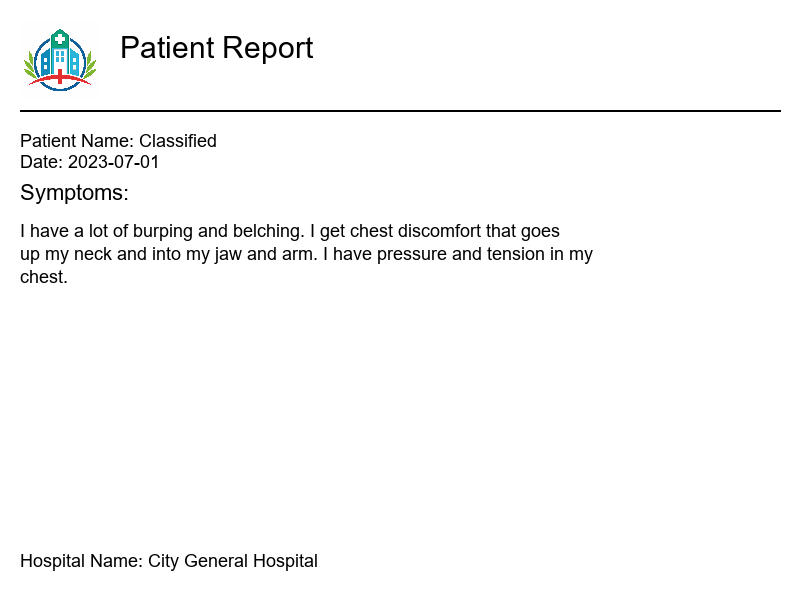 Patient Report
Patient Name: Classified
Date: 2023-07-01
Symptoms:
I have a lot of burping and belching. I get chest discomfort that goes
up my neck and into my jaw and arm. I have pressure and tension in my
chest.
Hospital Name: City General Hospital